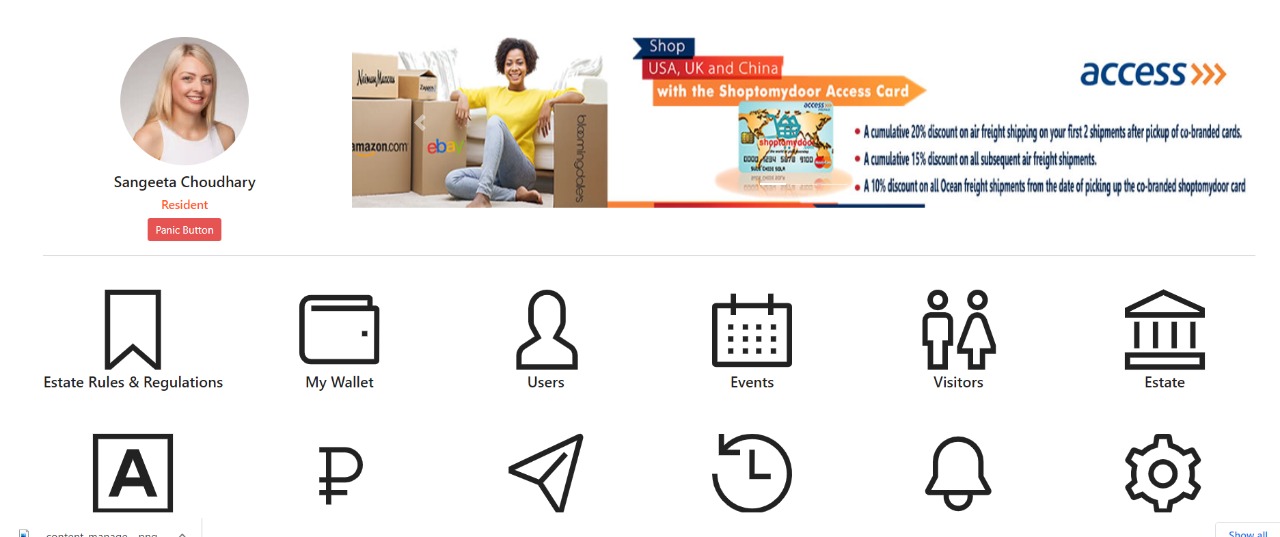 Shop
USA, UK and China
with the Shoptomydoor Access Card
access
Neiman Marcus
amazon.com
ebay
bloomingdale's
access
shoptomydoor
• A cumulative 20% discount on air freight shipping on your first 2 shipments after pickup of co-branded cards.
• A cumulative 15% discount on all subsequent air freight shipments.
• A 10% discount on all Ocean freight shipments from the date of picking up the co-branded shoptomydoor card
Sangeeta Choudhary
Resident
Panic Button
Estate Rules & Regulations
My Wallet
Users
Events
Visitors
Estate
A
content_manage....png
Show all